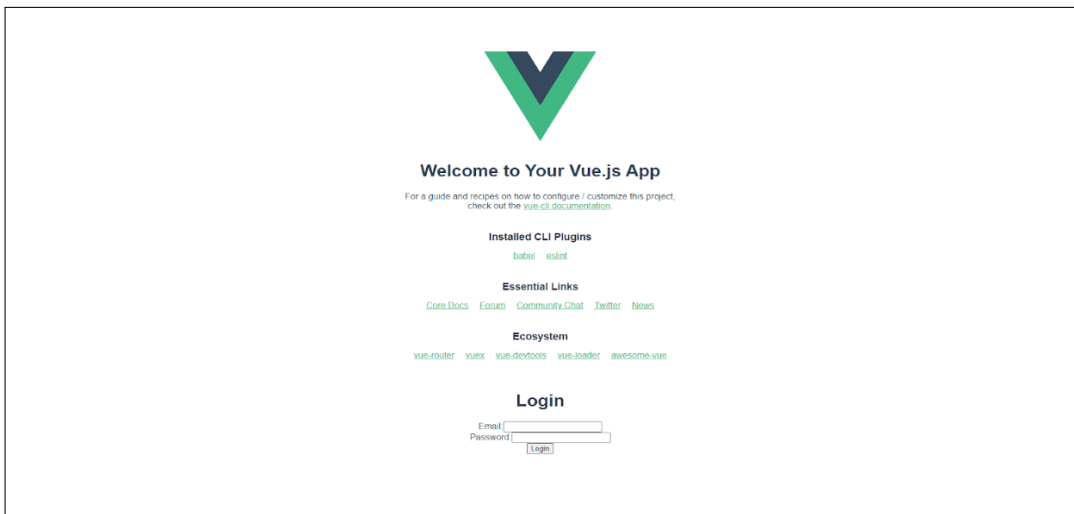 Welcome to Your Vue.js App
For a guide and recipes on how to configure / customize this project,
check out the vue-cli documentation.
Installed CLI Plugins
babel eslint
Essential Links
Core Docs Forum Community Chat Twitter News
Ecosystem
vue-router vuex vue-devtools vue-loader awesome-vue
Login
Email:
Password:
Login